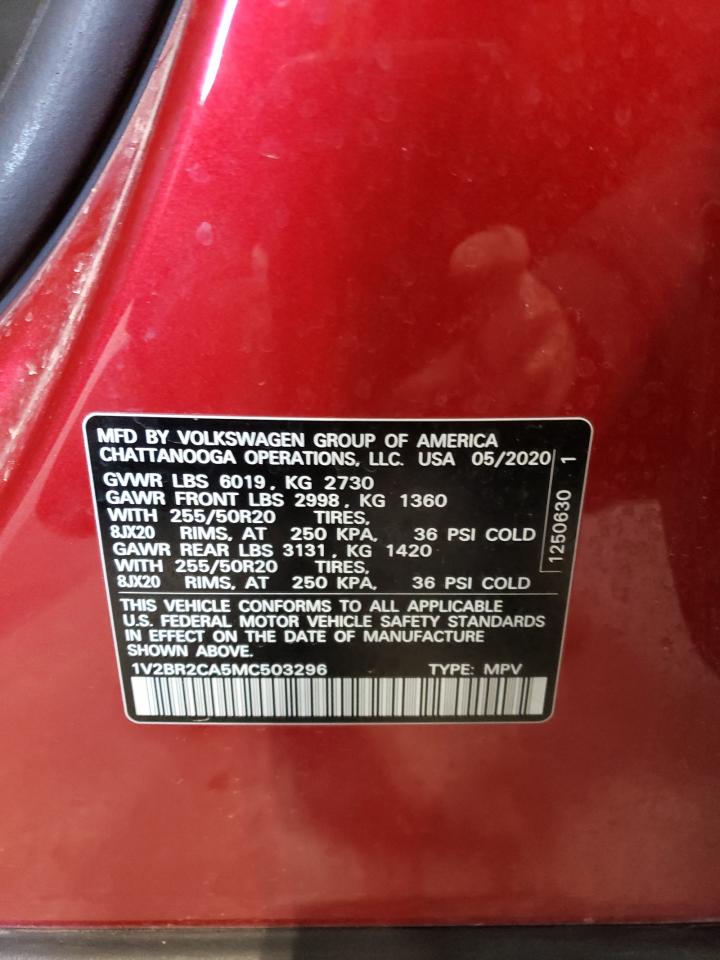 MFD BY VOLKSWAGEN GROUP OF AMERICA
CHATTANOOGA OPERATIONS, LLC. USA 05/2020
GVWR LBS 6019, KG 2730
GAWR FRONT LBS 2998, KG 1360
WITH 255/50R20 TIRES,
8JX20 RIMS, AT 250 KPA, 36 PSI COLD
GAWR REAR LBS 3131, KG 1420
WITH 255/50R20 TIRES,
8JX20 RIMS, AT 250 KPA, 36 PSI COLD
1250630 1
THIS VEHICLE CONFORMS TO ALL APPLICABLE
U.S. FEDERAL MOTOR VEHICLE SAFETY STANDARDS
IN EFFECT ON THE DATE OF MANUFACTURE
SHOWN ABOVE.
1V2BR2CA5MC503296 TYPE: MPV